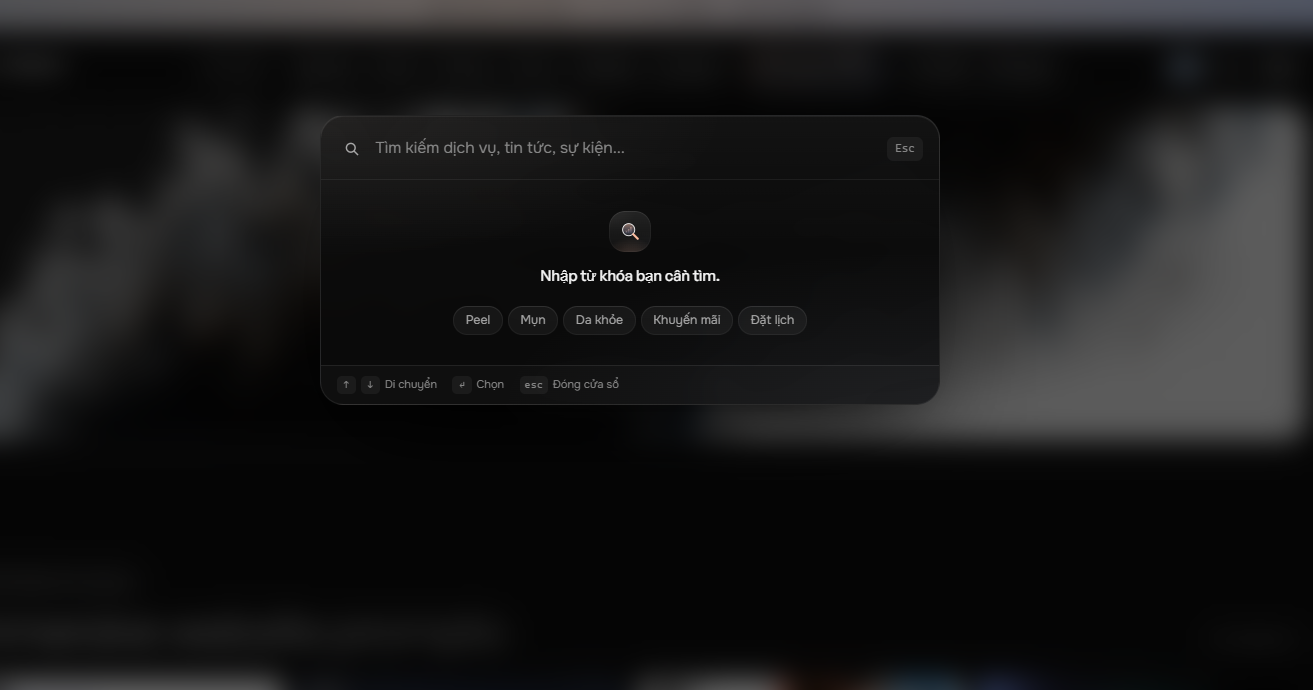 Tìm kiếm dịch vụ, tin tức, sự kiện... Esc
Nhập từ khóa bạn cần tìm.
Peel Mụn Da khỏe Khuyến mãi Đặt lịch
↑ ↓ Di chuyển ↵ Chọn esc Đóng cửa sổ